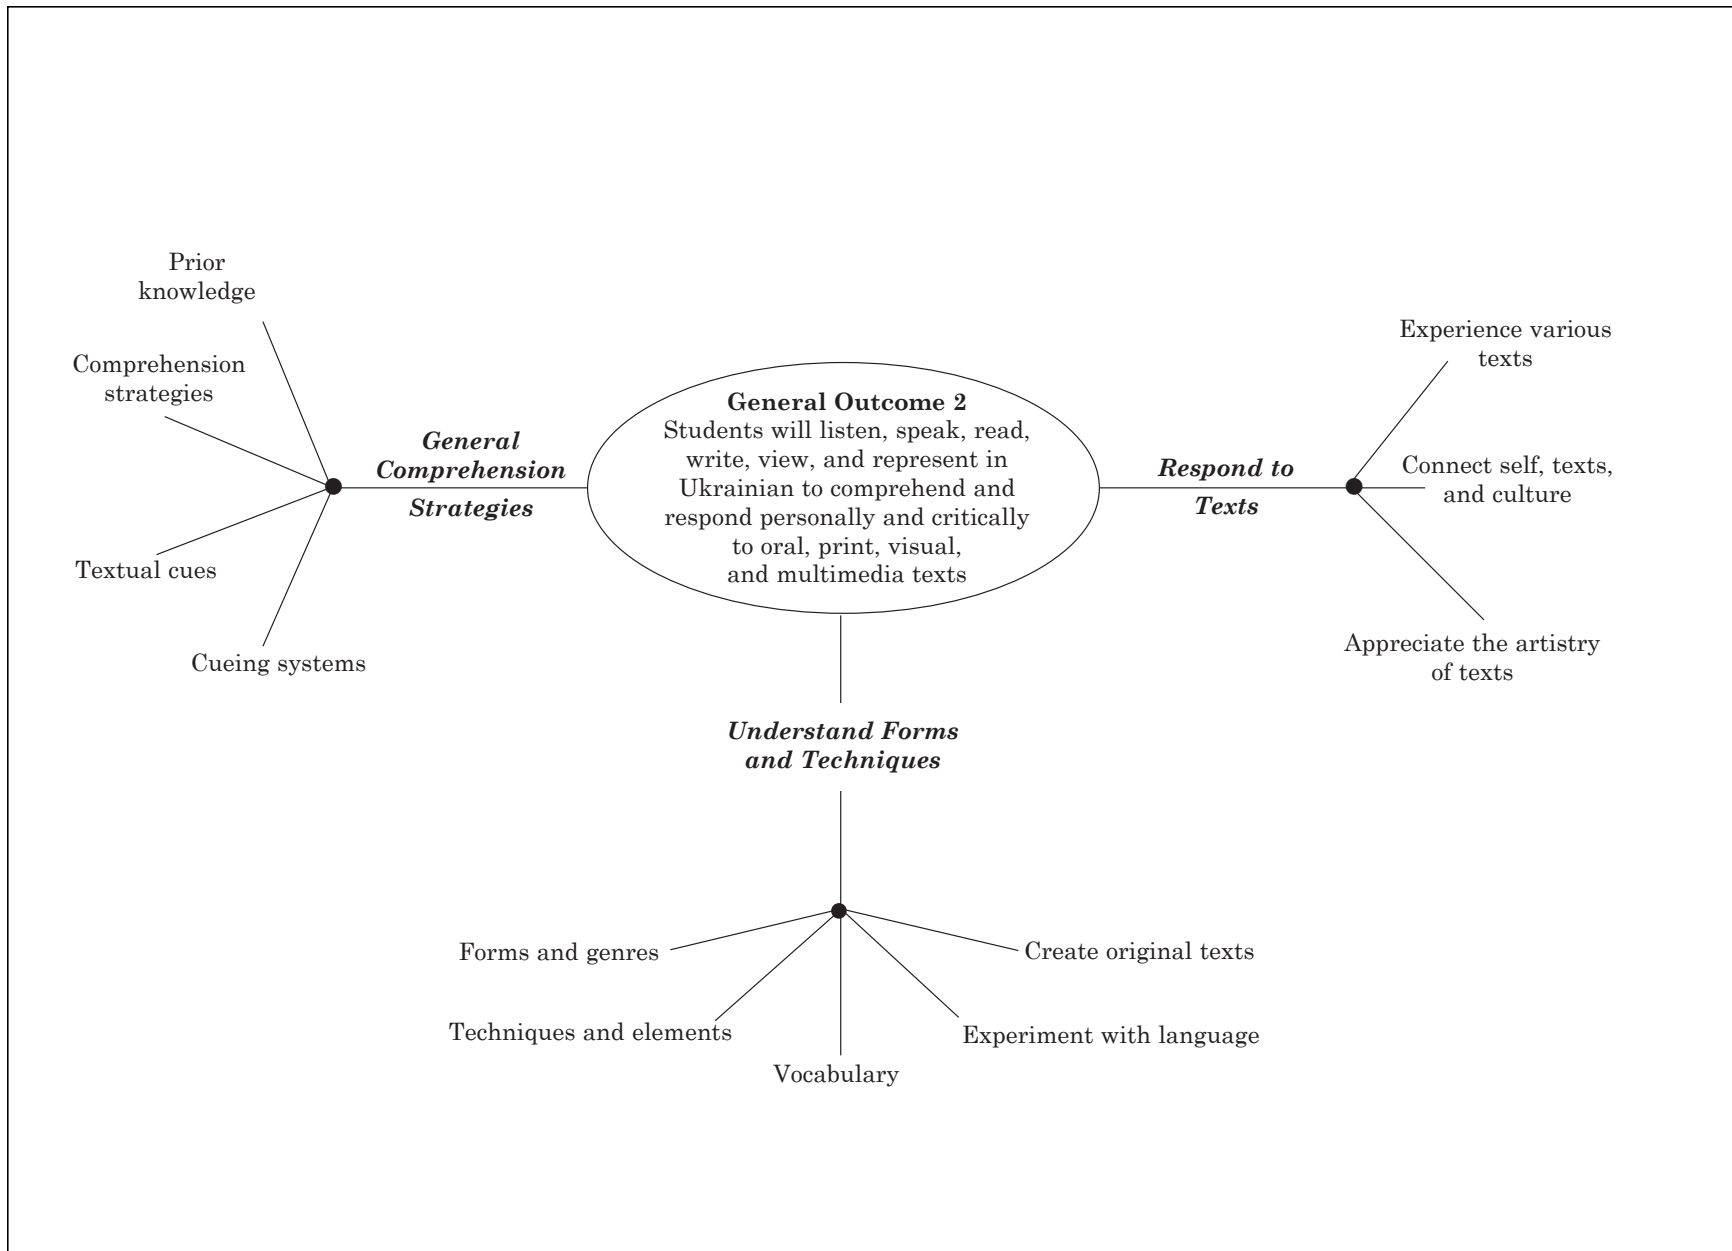 Prior
knowledge
Comprehension
strategies
Textual cues
Cueing systems
General
Comprehension
Strategies
General Outcome 2
Students will listen, speak, read,
write, view, and represent in
Ukrainian to comprehend and
respond personally and critically
to oral, print, visual,
and multimedia texts
Respond to
Texts
Experience various
texts
Connect self, texts,
and culture
Appreciate the artistry
of texts
Understand Forms
and Techniques
Forms and genres
Techniques and elements
Vocabulary
Experiment with language
Create original texts